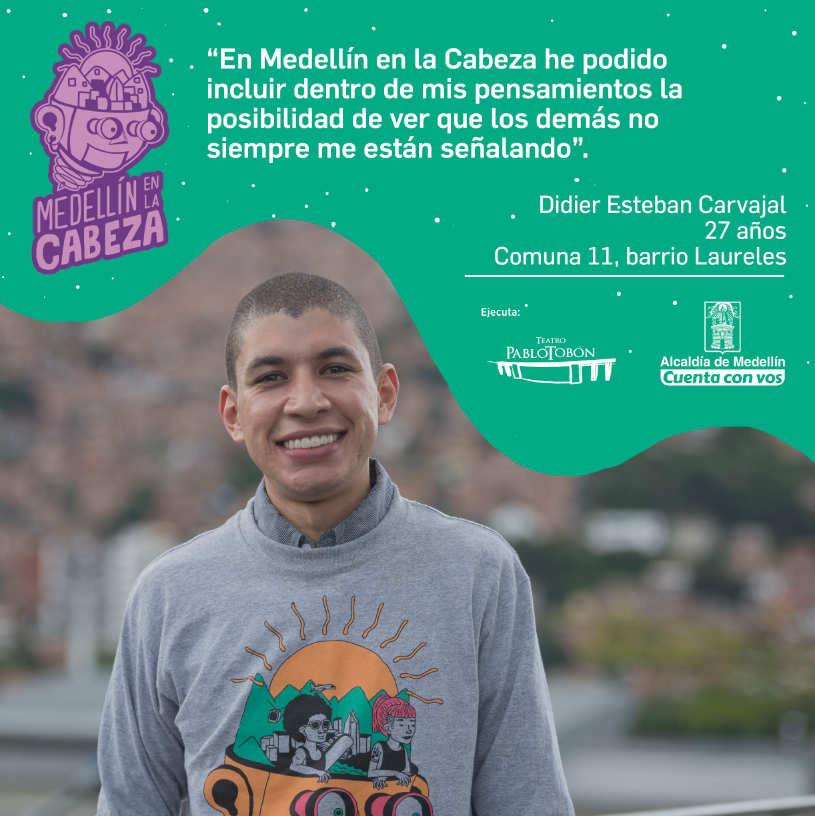 MEDELLÍN EN LA
CABEZA
“En Medellín en la Cabeza he podido
incluir dentro de mis pensamientos la
posibilidad de ver que los demás no
siempre me están señalando”.
Didier Esteban Carvajal
27 años
Comuna 11, barrio Laureles
Ejecuta:
TEATRO
PABLOTOBÓN
Alcaldía de Medellín
Cuenta con vos